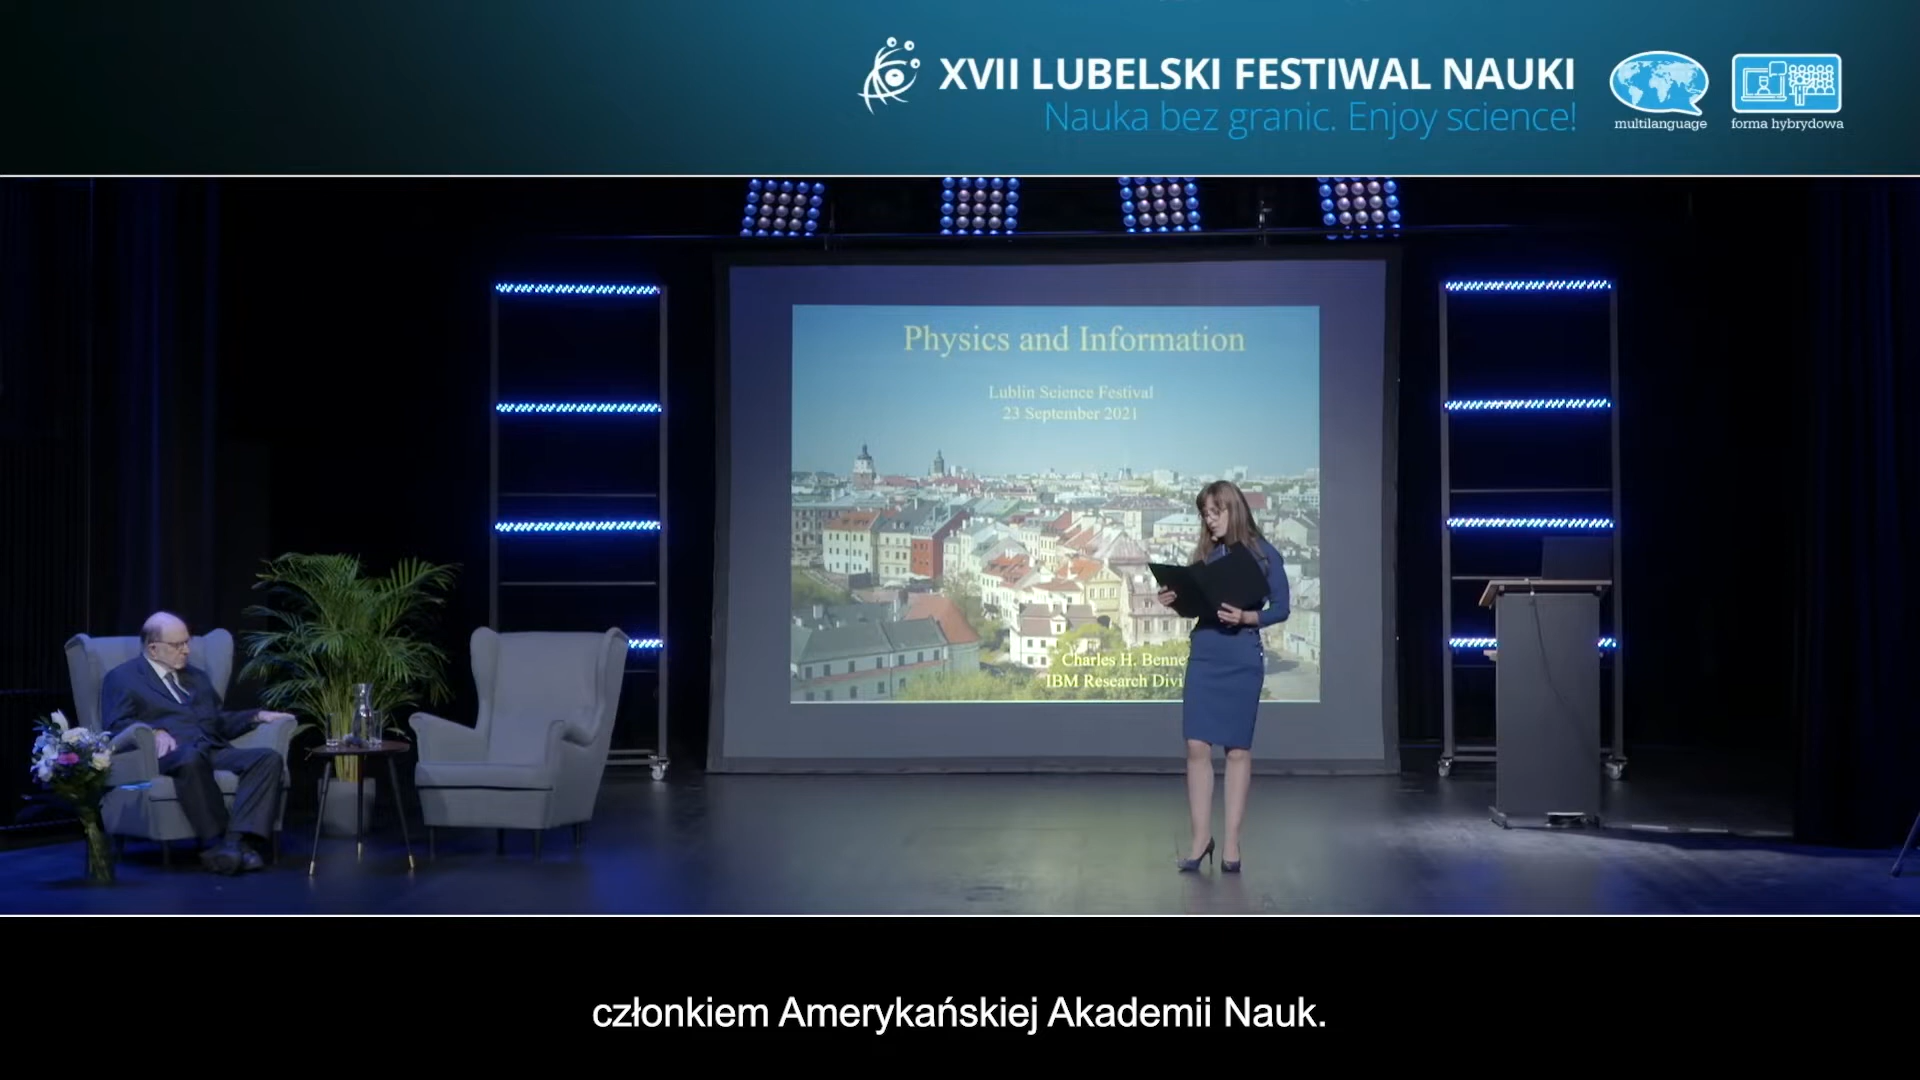 XVII LUBELSKI FESTIWAL NAUKI
Nauka bez granic. Enjoy science!
multilanguage
forma hybrydowa
Physics and Information
Lublin Science Festival
23 September 2021
Charles H. Benne
IBM Research Divi
członkiem Amerykańskiej Akademii Nauk.